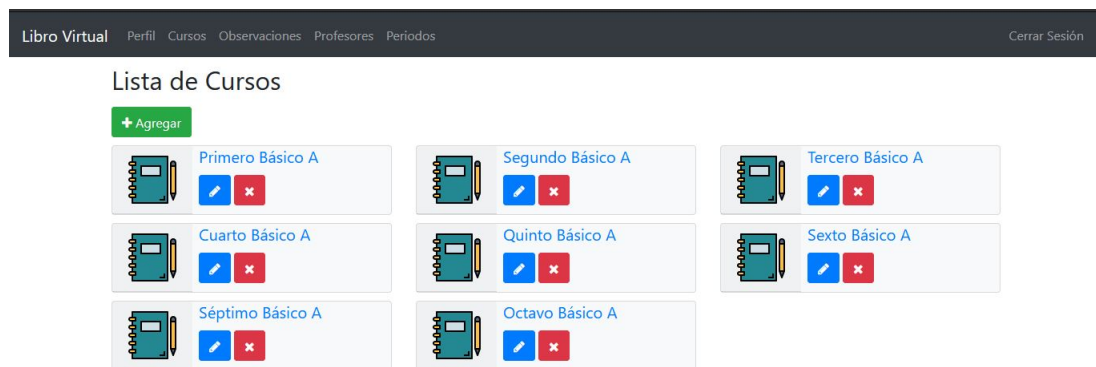 Libro Virtual Perfil Cursos Observaciones Profesores Periodos Cerrar Sesión
Lista de Cursos
+ Agregar
Primero Básico A
Segundo Básico A
Tercero Básico A
Cuarto Básico A
Quinto Básico A
Sexto Básico A
Séptimo Básico A
Octavo Básico A